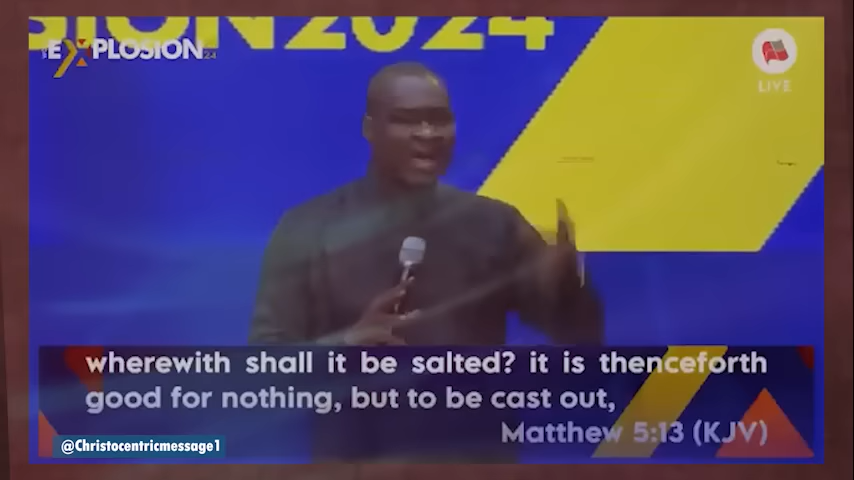 SION2024
EXPLOSION24
LIVE
wherewith shall it be salted? it is thenceforth
good for nothing, but to be cast out,
Matthew 5:13 (KJV)
@Christocentricmessage1